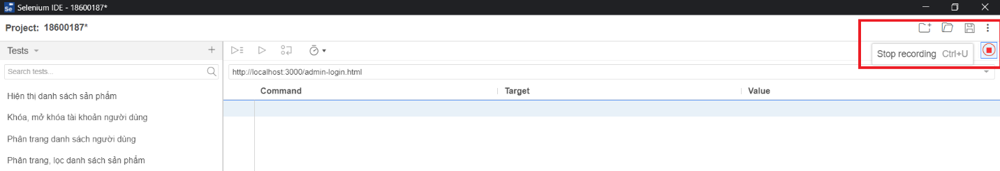 Se Selenium IDE - 18600187*
Project: 18600187*
Tests
Stop recording Ctrl+U
Search tests...
http://localhost:3000/admin-login.html
Command Target Value
Hiện thị danh sách sản phẩm
Khóa, mở khóa tài khoản người dùng
Phân trang danh sách người dùng
Phân trang, lọc danh sách sản phẩm